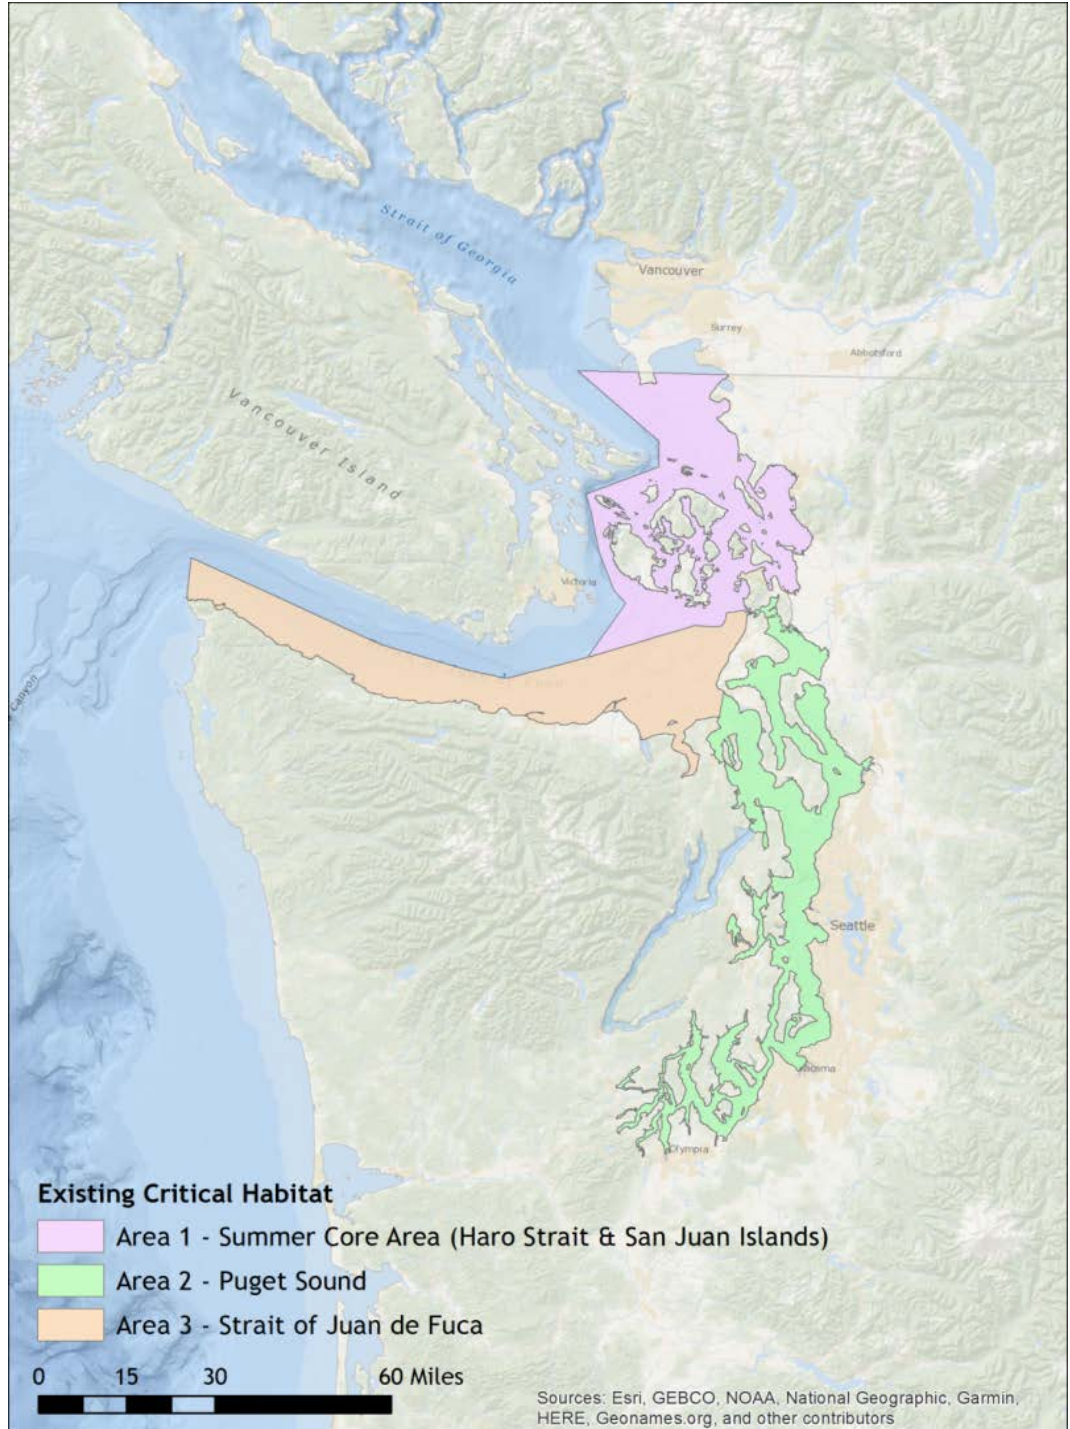 Strait of Georgia
Vancouver
Surrey
Abbotsford
Vancouver Island
Victoria
Canyon
Seattle
Tacoma
Olympia
Existing Critical Habitat
Area 1 - Summer Core Area (Haro Strait & San Juan Islands)
Area 2 - Puget Sound
Area 3 - Strait of Juan de Fuca
0 15 30 60 Miles
Sources: Esri, GEBCO, NOAA, National Geographic, Garmin,
HERE, Geonames.org, and other contributors